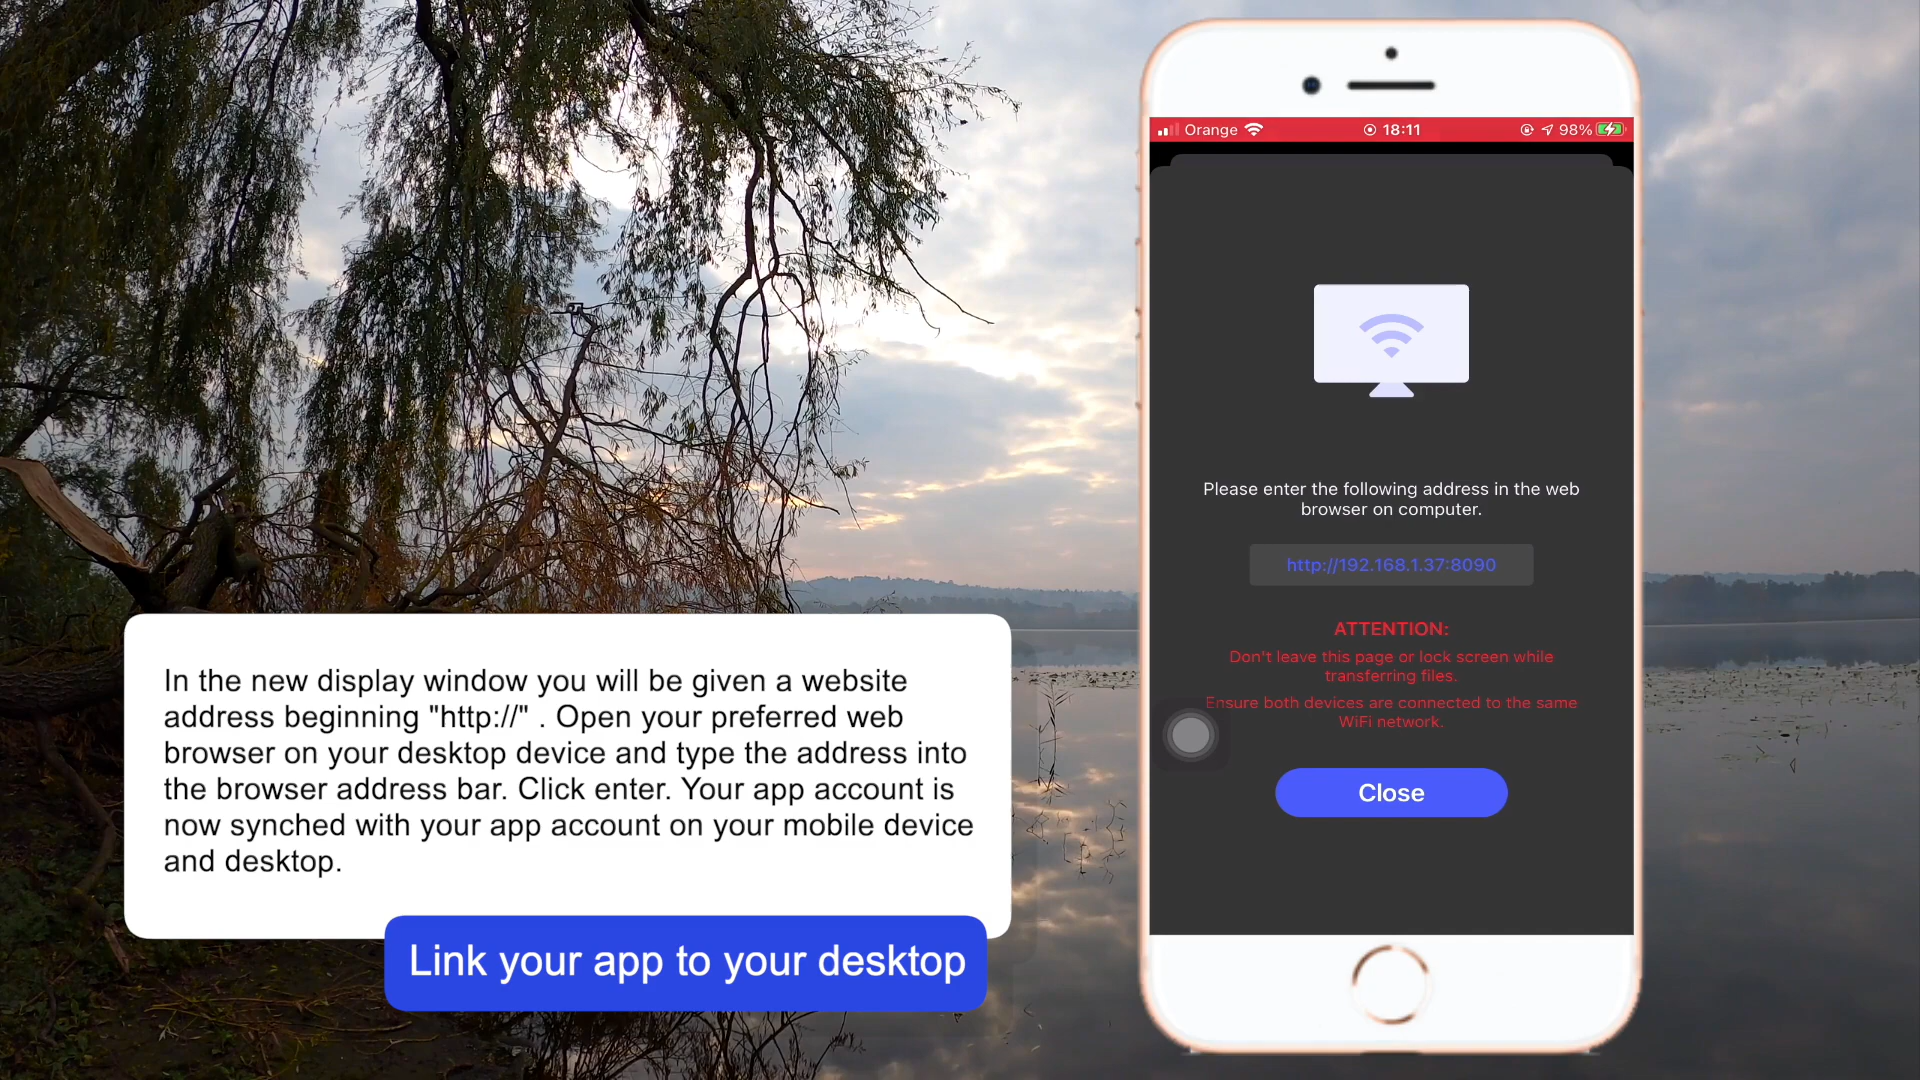 Orange
18:11
98%
Please enter the following address in the web
browser on computer.
http://192.168.1.37:8090
ATTENTION:
Don't leave this page or lock screen while
transferring files.
Ensure both devices are connected to the same
WiFi network.
Close
In the new display window you will be given a website
address beginning "http://" . Open your preferred web
browser on your desktop device and type the address into
the browser address bar. Click enter. Your app account is
now synched with your app account on your mobile device
and desktop.
Link your app to your desktop